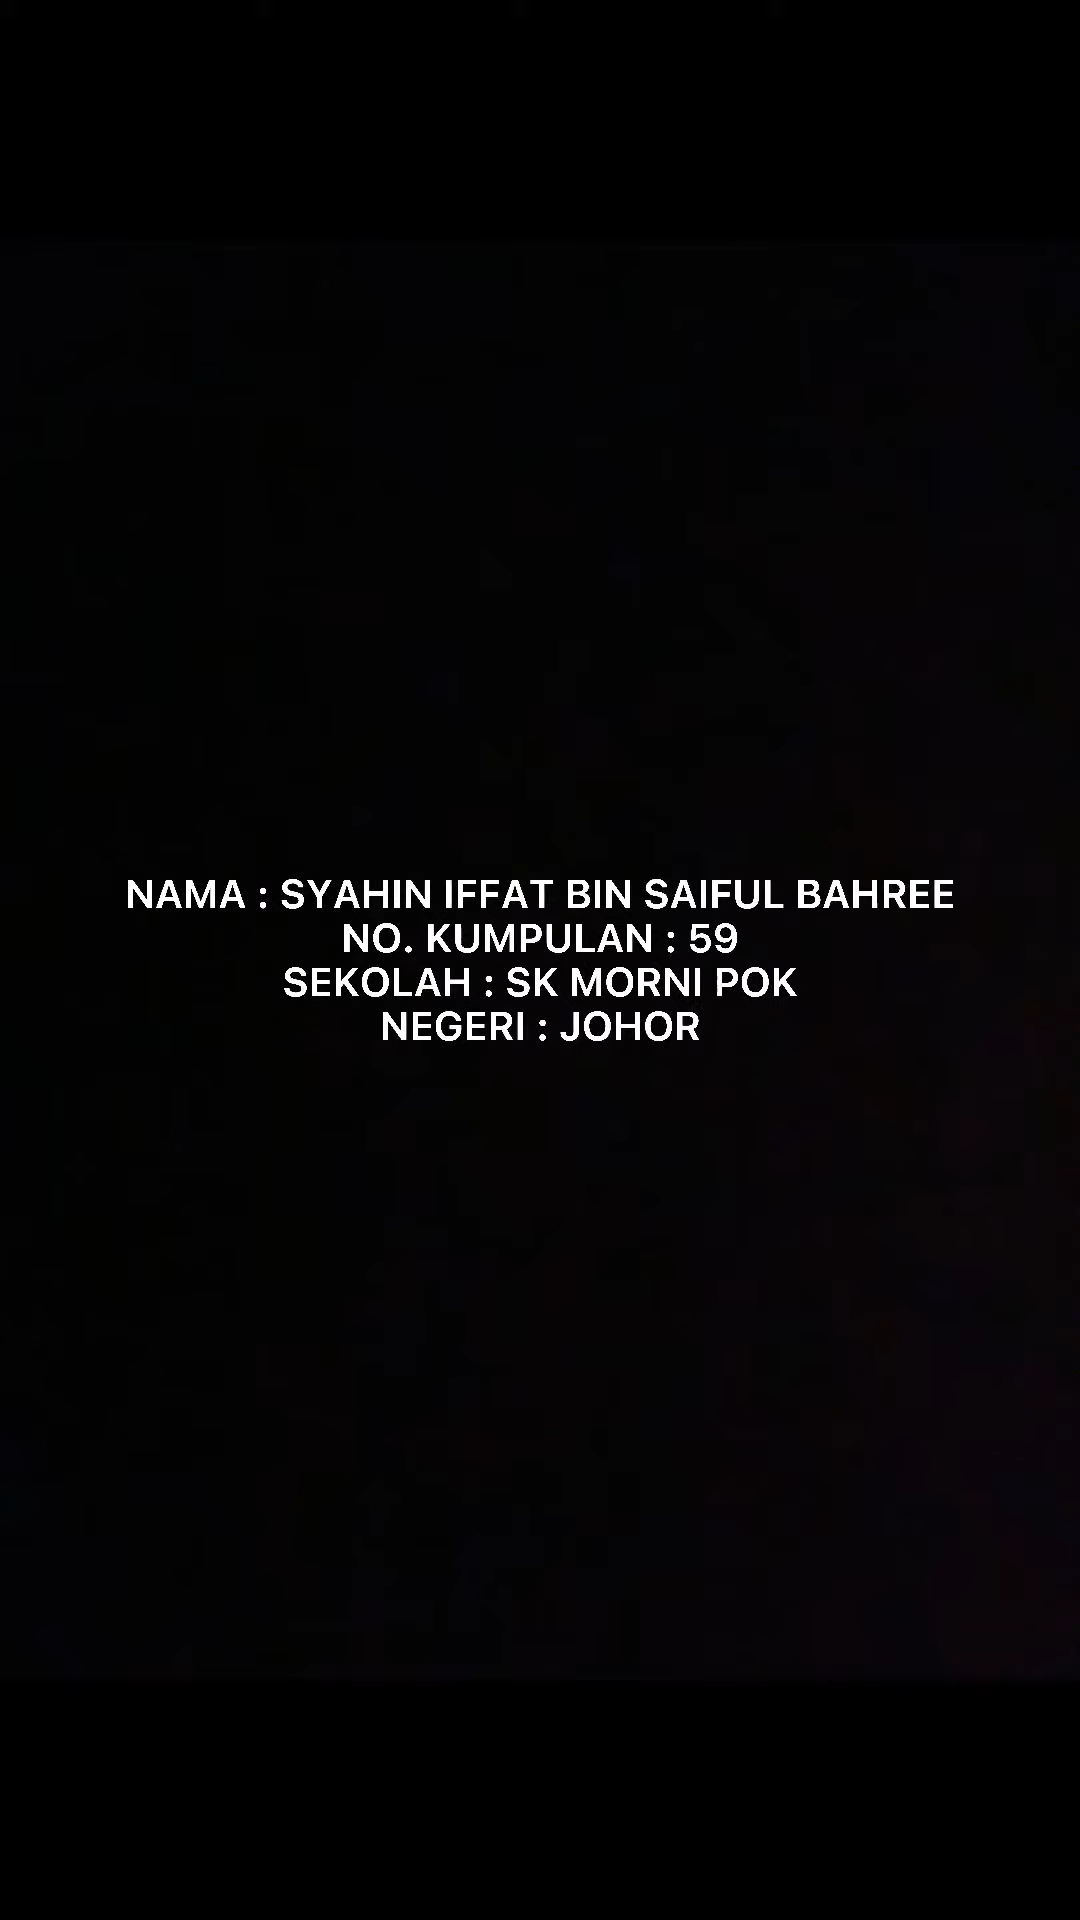 NAMA : SYAHIN IFFAT BIN SAIFUL BAHREE
NO. KUMPULAN : 59
SEKOLAH : SK MORNI POK
NEGERI : JOHOR